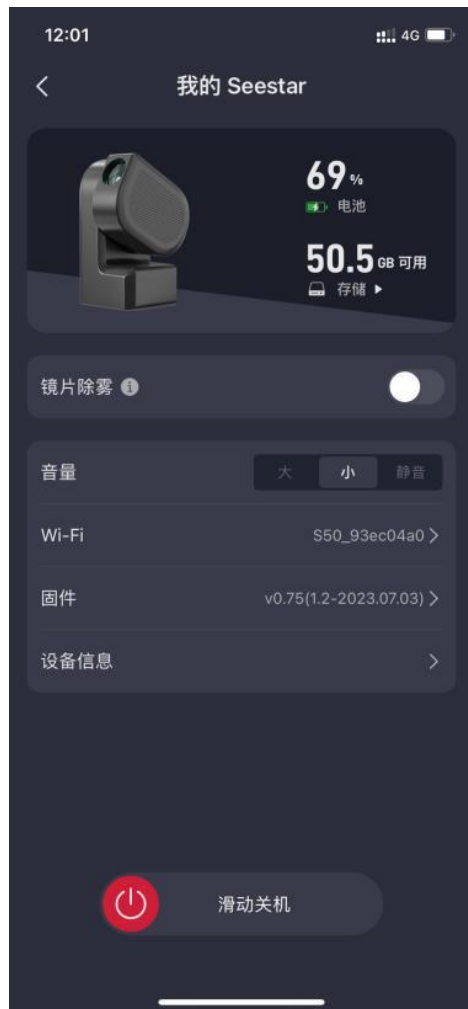 12:01 4G
我的 Seestar
69%
电池
50.5 GB 可用
存储
镜片除雾
音量 大 小 静音
Wi-Fi S50_93ec04a0
固件 v0.75(1.2-2023.07.03)
设备信息
滑动关机